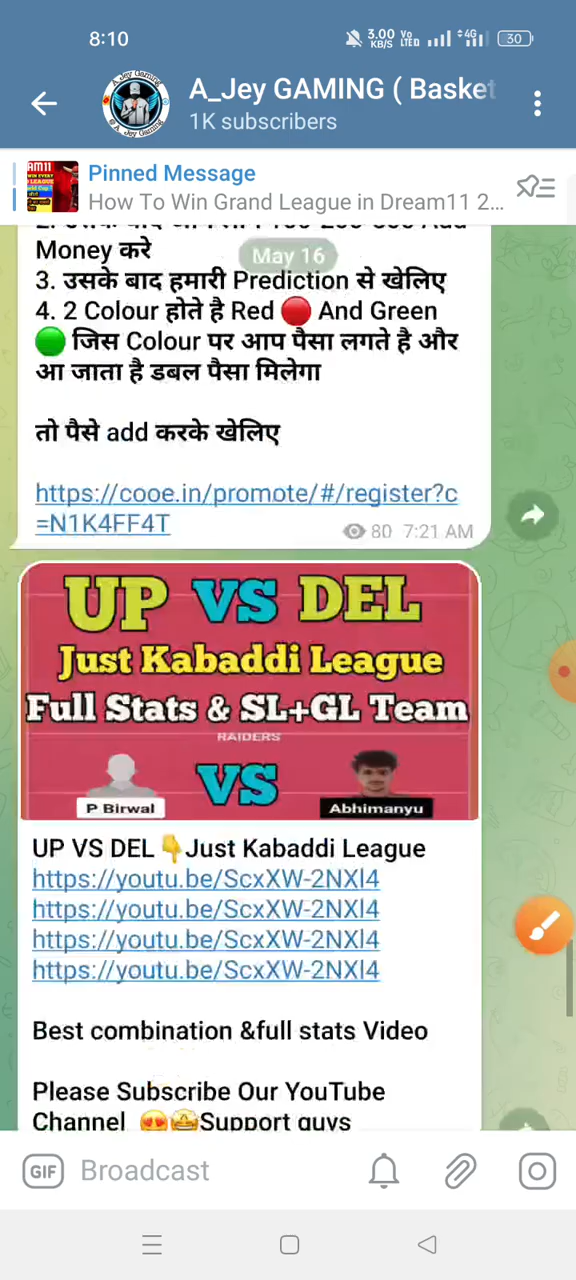 8:10
3.00 KB/S
Vo LTED
4G
30
A_Jey GAMING ( Basket
1K subscribers
AM11
Pinned Message
How To Win Grand League in Dream11 2...
Money करे
May 16
3. उसके बाद हमारी Prediction से खेलिए
4. 2 Colour होते है Red 🔴 And Green
🟢 जिस Colour पर आप पैसा लगते है और
आ जाता है डबल पैसा मिलेगा
तो पैसे add करके खेलिए
https://cooe.in/promote/#/register?c
=N1K4FF4T
80 7:21 AM
UP VS DEL
Just Kabaddi League
Full Stats & SL+GL Team
RAIDERS
P Birwal
VS
Abhimanyu
UP VS DEL 👇Just Kabaddi League
https://youtu.be/ScxXW-2NXl4
https://youtu.be/ScxXW-2NXl4
https://youtu.be/ScxXW-2NXl4
https://youtu.be/ScxXW-2NXl4
Best combination &full stats Video
Please Subscribe Our YouTube
Channel 😍🤩Support guys
GIF
Broadcast